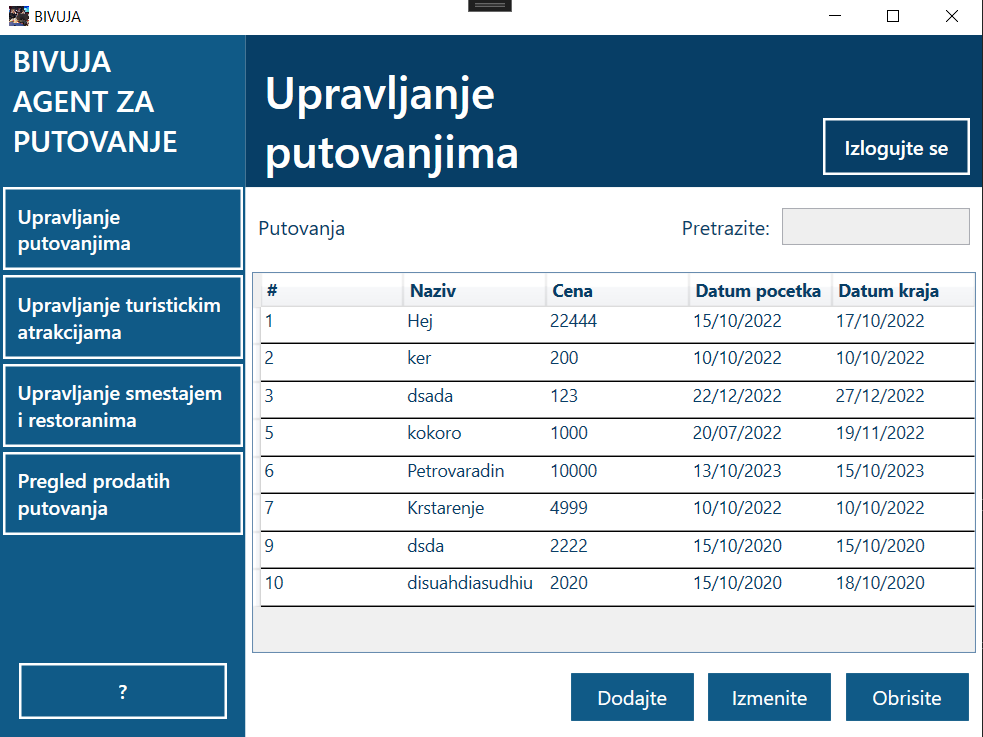 BIVUJA
BIVUJA
AGENT ZA
PUTOVANJE
Upravljanje
putovanjima
Izlogujte se
Upravljanje
putovanjima
Upravljanje turistickim
atrakcijama
Upravljanje smestajem
i restoranima
Pregled prodatih
putovanja
?
Putovanja
Pretrazite:
# Naziv Cena Datum pocetka Datum kraja
1 Hej 22444 15/10/2022 17/10/2022
2 ker 200 10/10/2022 10/10/2022
3 dsada 123 22/12/2022 27/12/2022
5 kokoro 1000 20/07/2022 19/11/2022
6 Petrovaradin 10000 13/10/2023 15/10/2023
7 Krstarenje 4999 10/10/2022 10/10/2022
9 dsda 2222 15/10/2020 15/10/2020
10 disuahdiasudhiu 2020 15/10/2020 18/10/2020
Dodajte Izmenite Obrisite